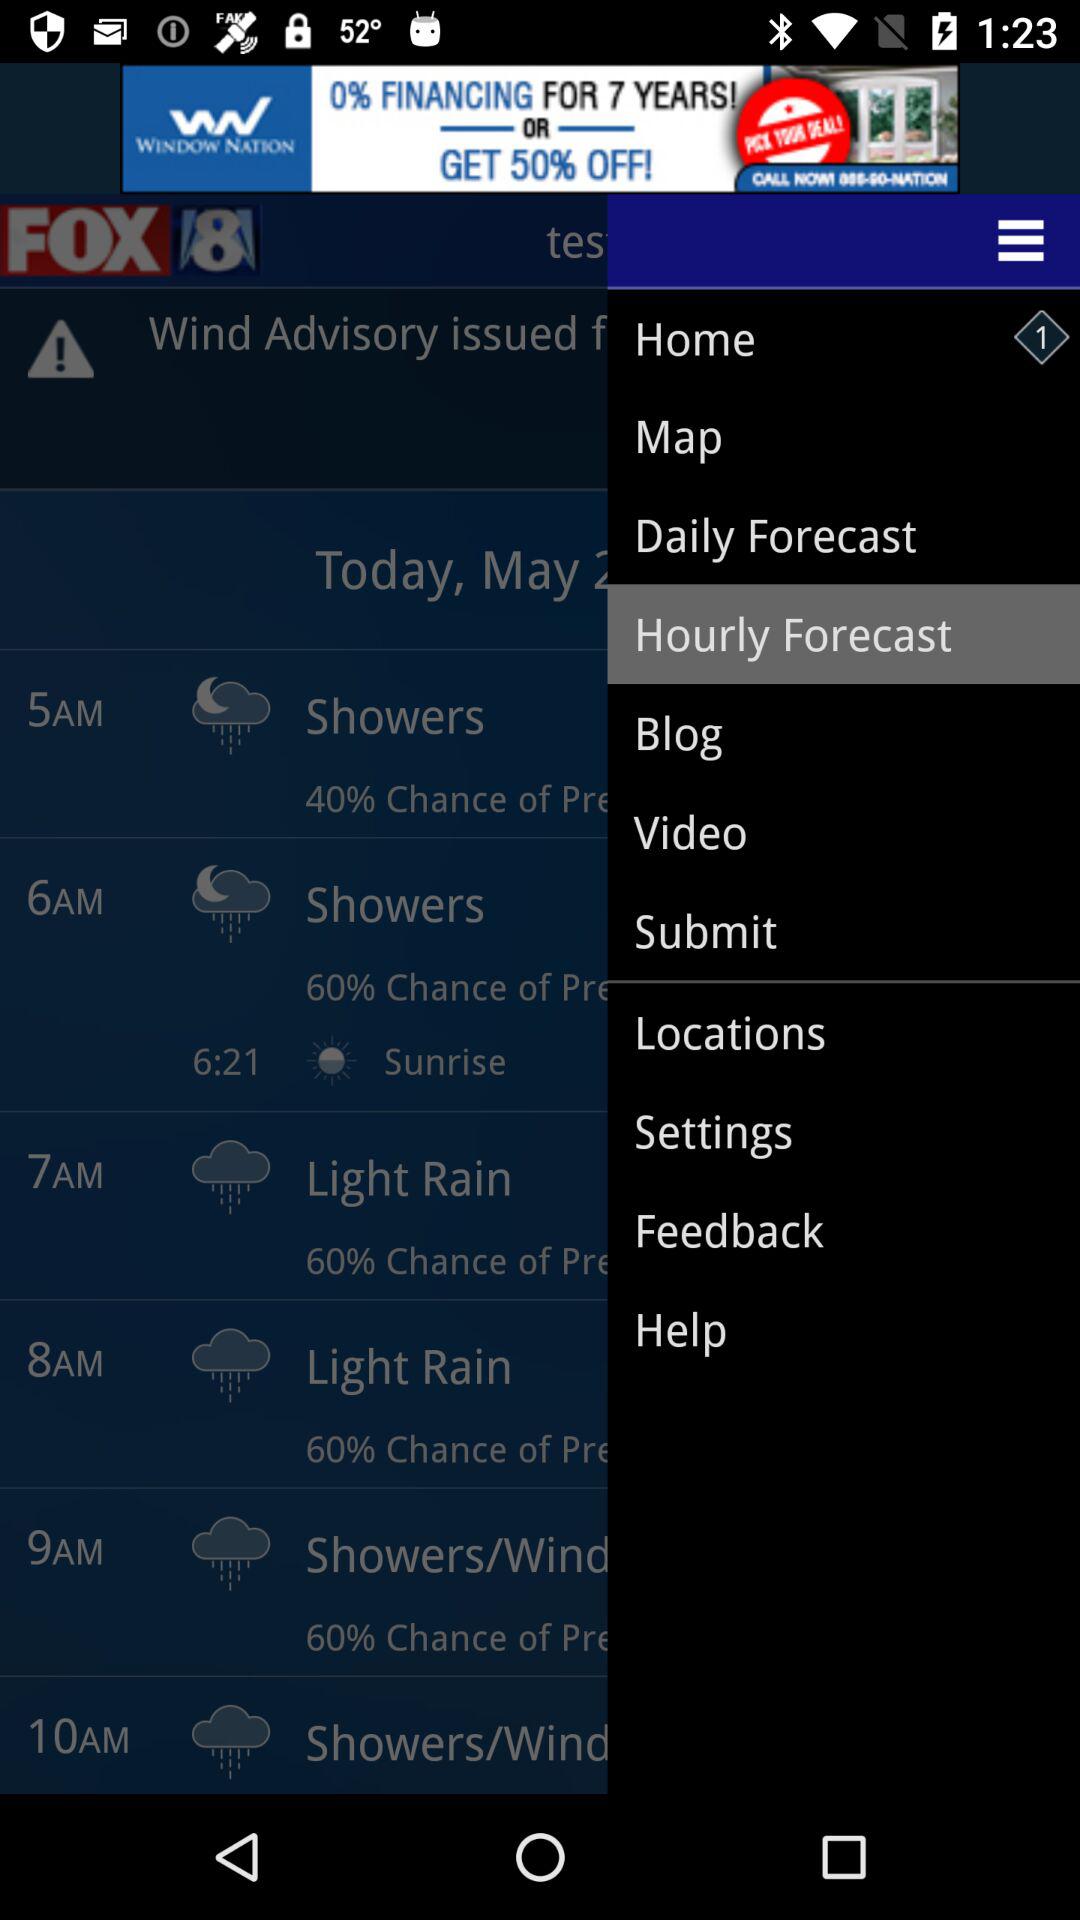 FAKE 52° 1:23
WINDOW NATION
0% FINANCING FOR 7 YEARS!
OR
GET 50% OFF!
PICK YOUR DEAL!
CALL NOW! 866-90-NATION
FOX 8
tes
Wind Advisory issued f
Today, May
5AM Showers
40% Chance of Pre
6AM Showers
60% Chance of Pre
6:21 Sunrise
7AM Light Rain
60% Chance of Pre
8AM Light Rain
60% Chance of Pre
9AM Showers/Wind
60% Chance of Pre
10AM Showers/Wind
Home 1
Map
Daily Forecast
Hourly Forecast
Blog
Video
Submit
Locations
Settings
Feedback
Help